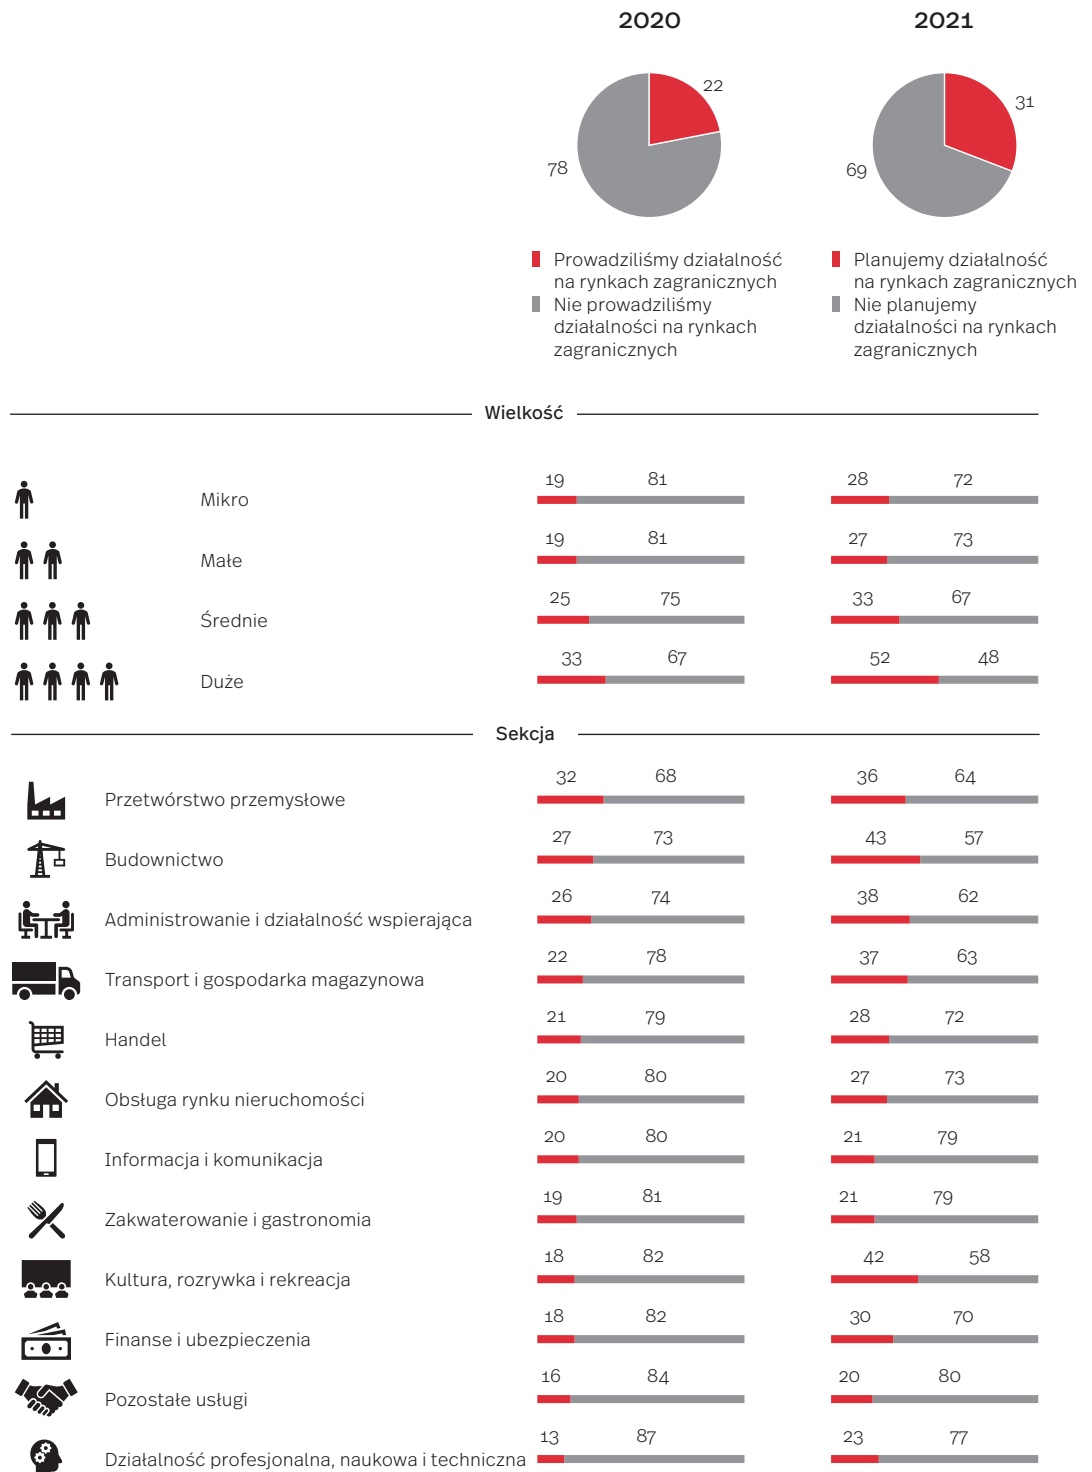 2020
2021
22
78
31
69
Prowadziliśmy działalność
na rynkach zagranicznych
Nie prowadziliśmy
działalności na rynkach
zagranicznych
Planujemy działalność
na rynkach zagranicznych
Nie planujemy
działalności na rynkach
zagranicznych
Wielkość
Mikro 19 81 28 72
Małe 19 81 27 73
Średnie 25 75 33 67
Duże 33 67 52 48
Sekcja
Przetwórstwo przemysłowe 32 68 36 64
Budownictwo 27 73 43 57
Administrowanie i działalność wspierająca 26 74 38 62
Transport i gospodarka magazynowa 22 78 37 63
Handel 21 79 28 72
Obsługa rynku nieruchomości 20 80 27 73
Informacja i komunikacja 20 80 21 79
Zakwaterowanie i gastronomia 19 81 21 79
Kultura, rozrywka i rekreacja 18 82 42 58
Finanse i ubezpieczenia 18 82 30 70
Pozostałe usługi 16 84 20 80
Działalność profesjonalna, naukowa i techniczna 13 87 23 77